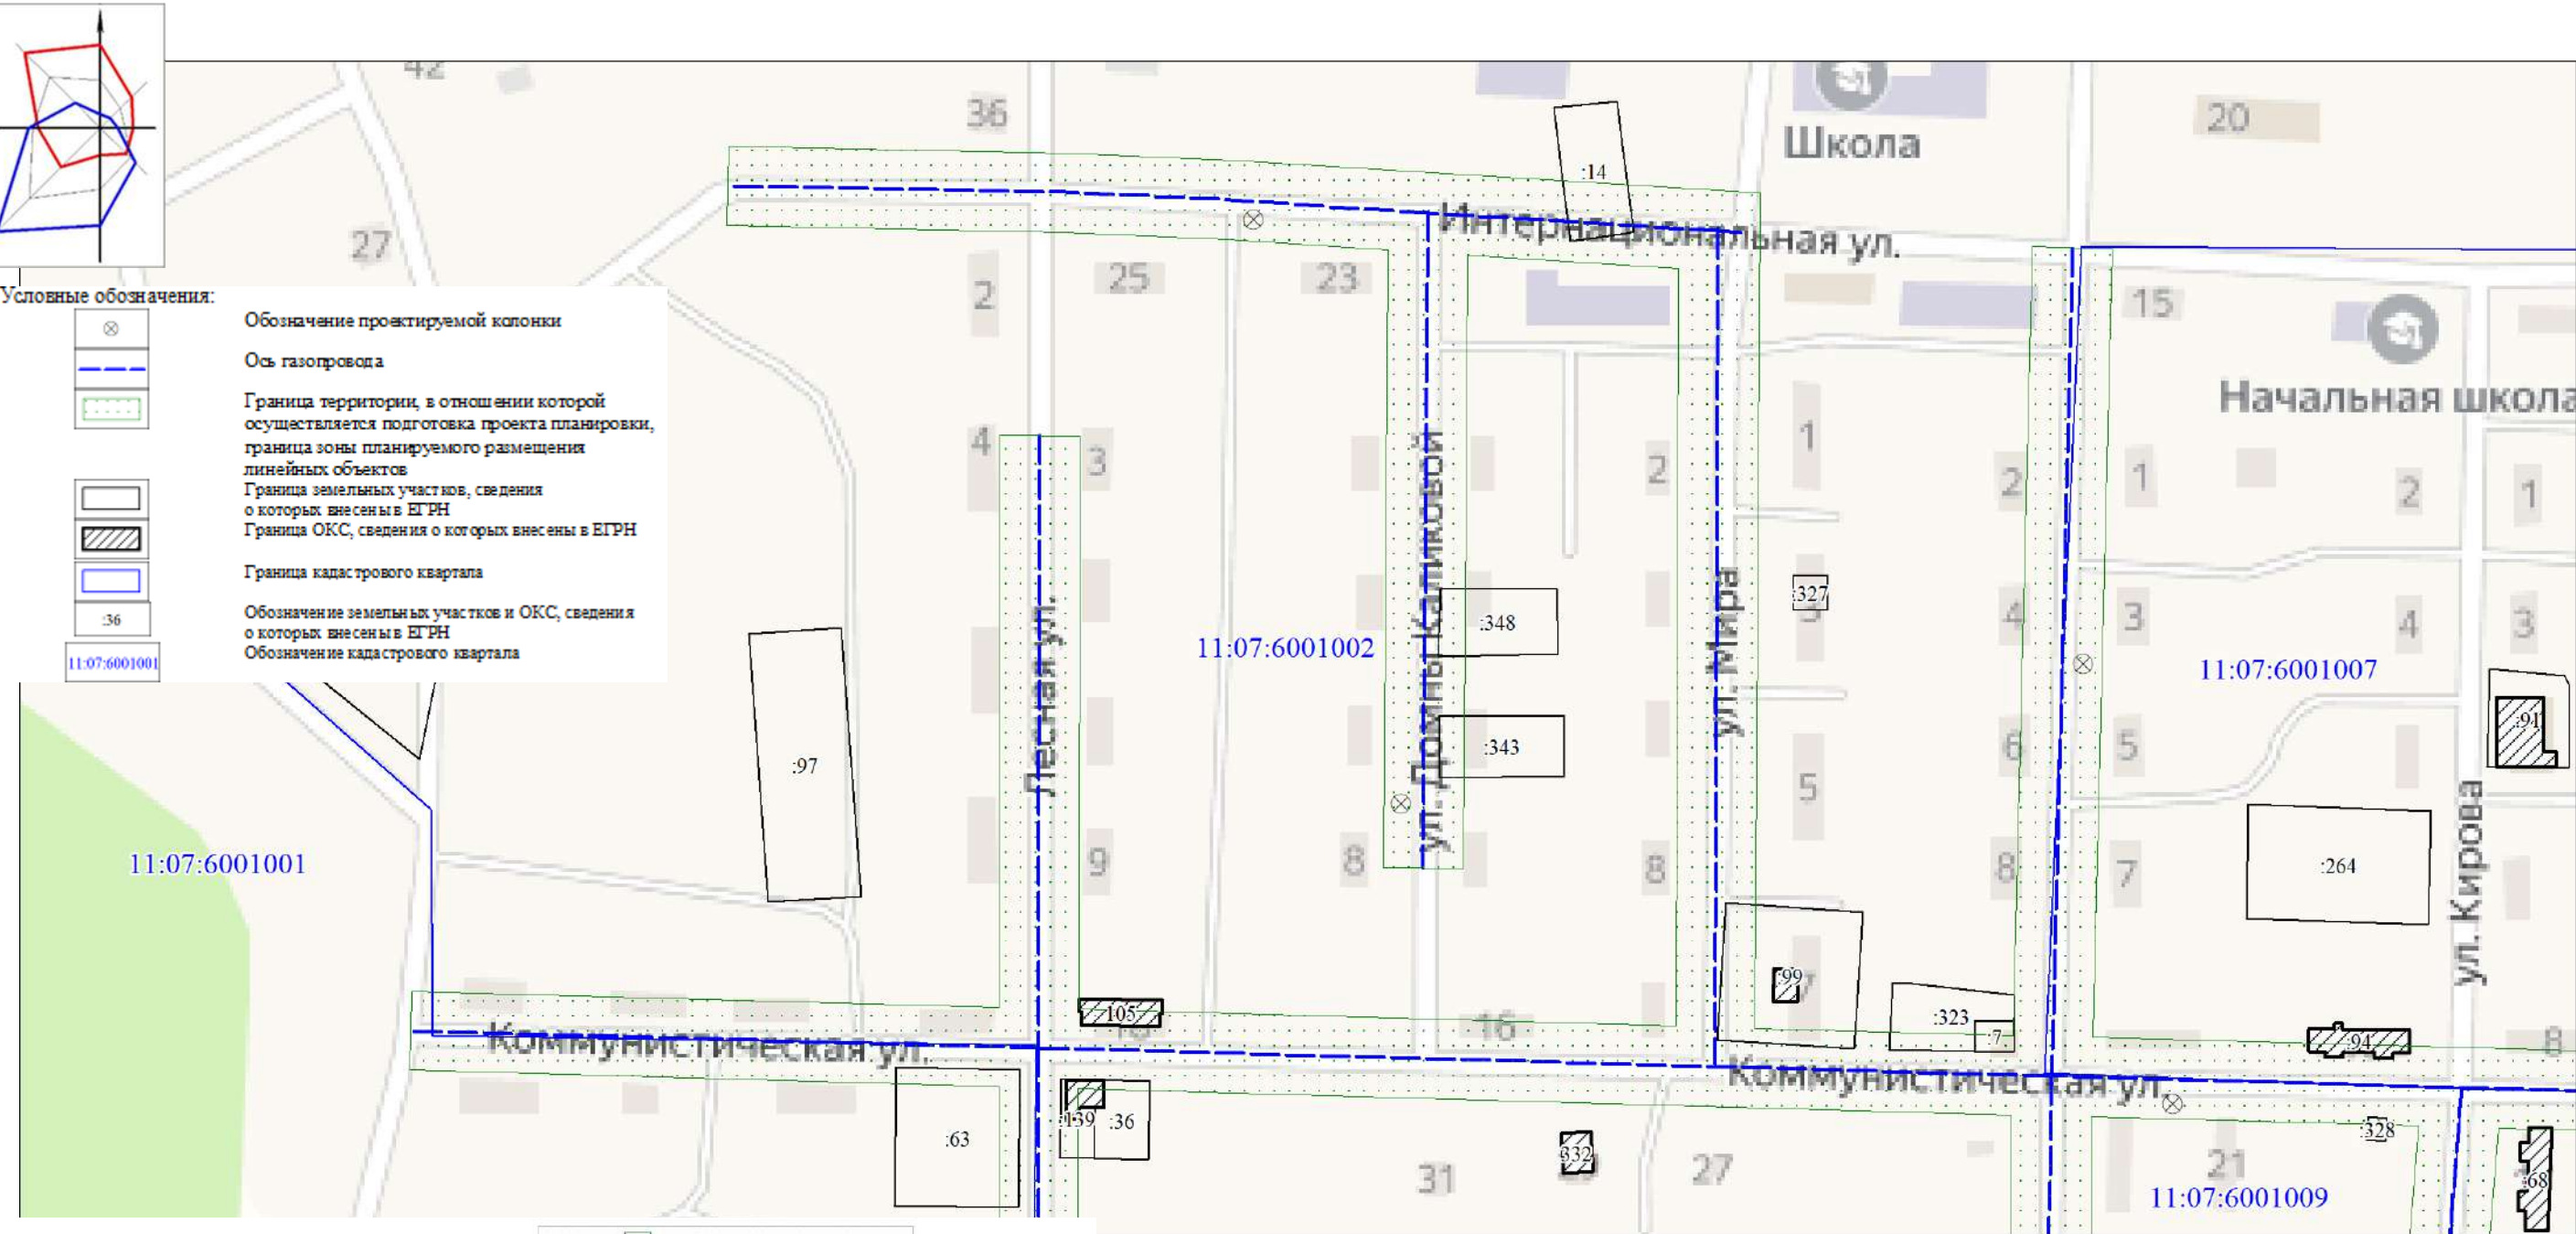 42
36
Школа
20
:14
27
Интернациональная ул.
2
25
23
15
Условные обозначения:
Обозначение проектируемой колонки
Ось газопровода
Граница территории, в отношении которой
осуществляется подготовка проекта планировки,
граница зоны планируемого размещения
линейных объектов
Граница земельных участков, сведения
о которых внесены в ЕГРН
Граница ОКС, сведения о которых внесены в ЕГРН
Граница кадастрового квартала
:36
Обозначение земельных участков и ОКС, сведения
о которых внесены в ЕГРН
11:07:6001001
Обозначение кадастрового квартала
Начальная школа
4
3
2
1
2
1
2
1
:327
3
4
3
4
3
:348
Лесная ул.
11:07:6001002
ул. Домны Каликовой
ул. Мира
11:07:6001007
:94
:97
:343
5
6
5
11:07:6001001
9
8
8
8
7
:264
ул. Кирова
:99
7
105
16
:323
:7
:94
8
Коммунистическая ул.
Коммунистическая ул.
:63
:139
:36
31
332
27
:328
21
:68
11:07:6001009